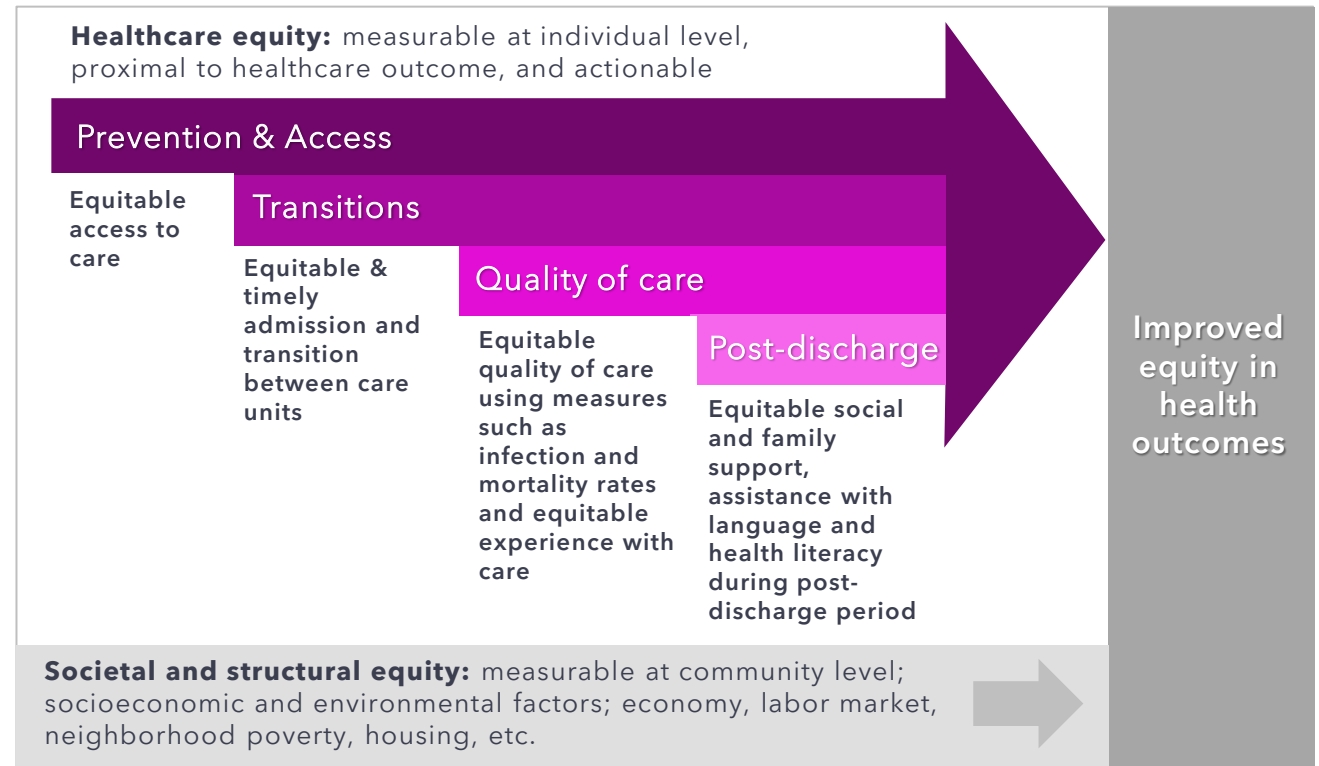 Healthcare equity: measurable at individual level,
proximal to healthcare outcome, and actionable
Prevention & Access
Equitable
access to
care
Transitions
Equitable &
timely
admission and
transition
between care
units
Quality of care
Equitable
quality of care
using measures
such as
infection and
mortality rates
and equitable
experience with
care
Post-discharge
Equitable social
and family
support,
assistance with
language and
health literacy
during post-
discharge period
Improved
equity in
health
outcomes
Societal and structural equity: measurable at community level;
socioeconomic and environmental factors; economy, labor market,
neighborhood poverty, housing, etc.